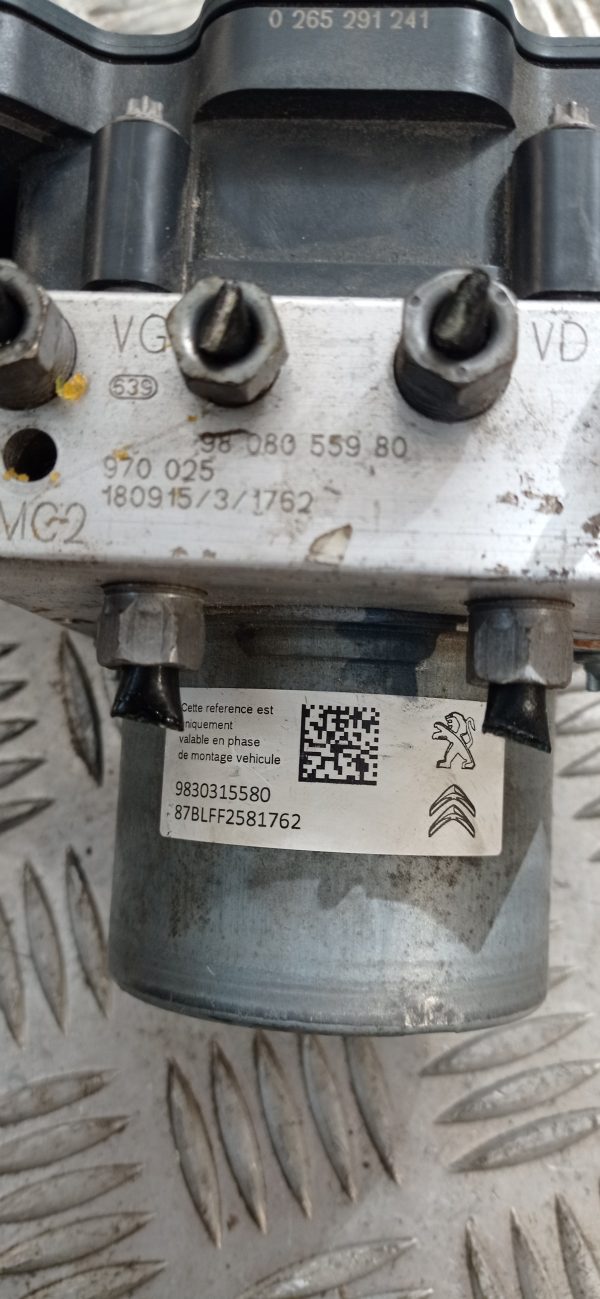 0 265 291 241
VG
VD
639
98 080 559 80
970 025
180915/3/1762
MC2
Cette reference est
uniquement
valable en phase
de montage vehicule
9830315580
87BLFF2581762